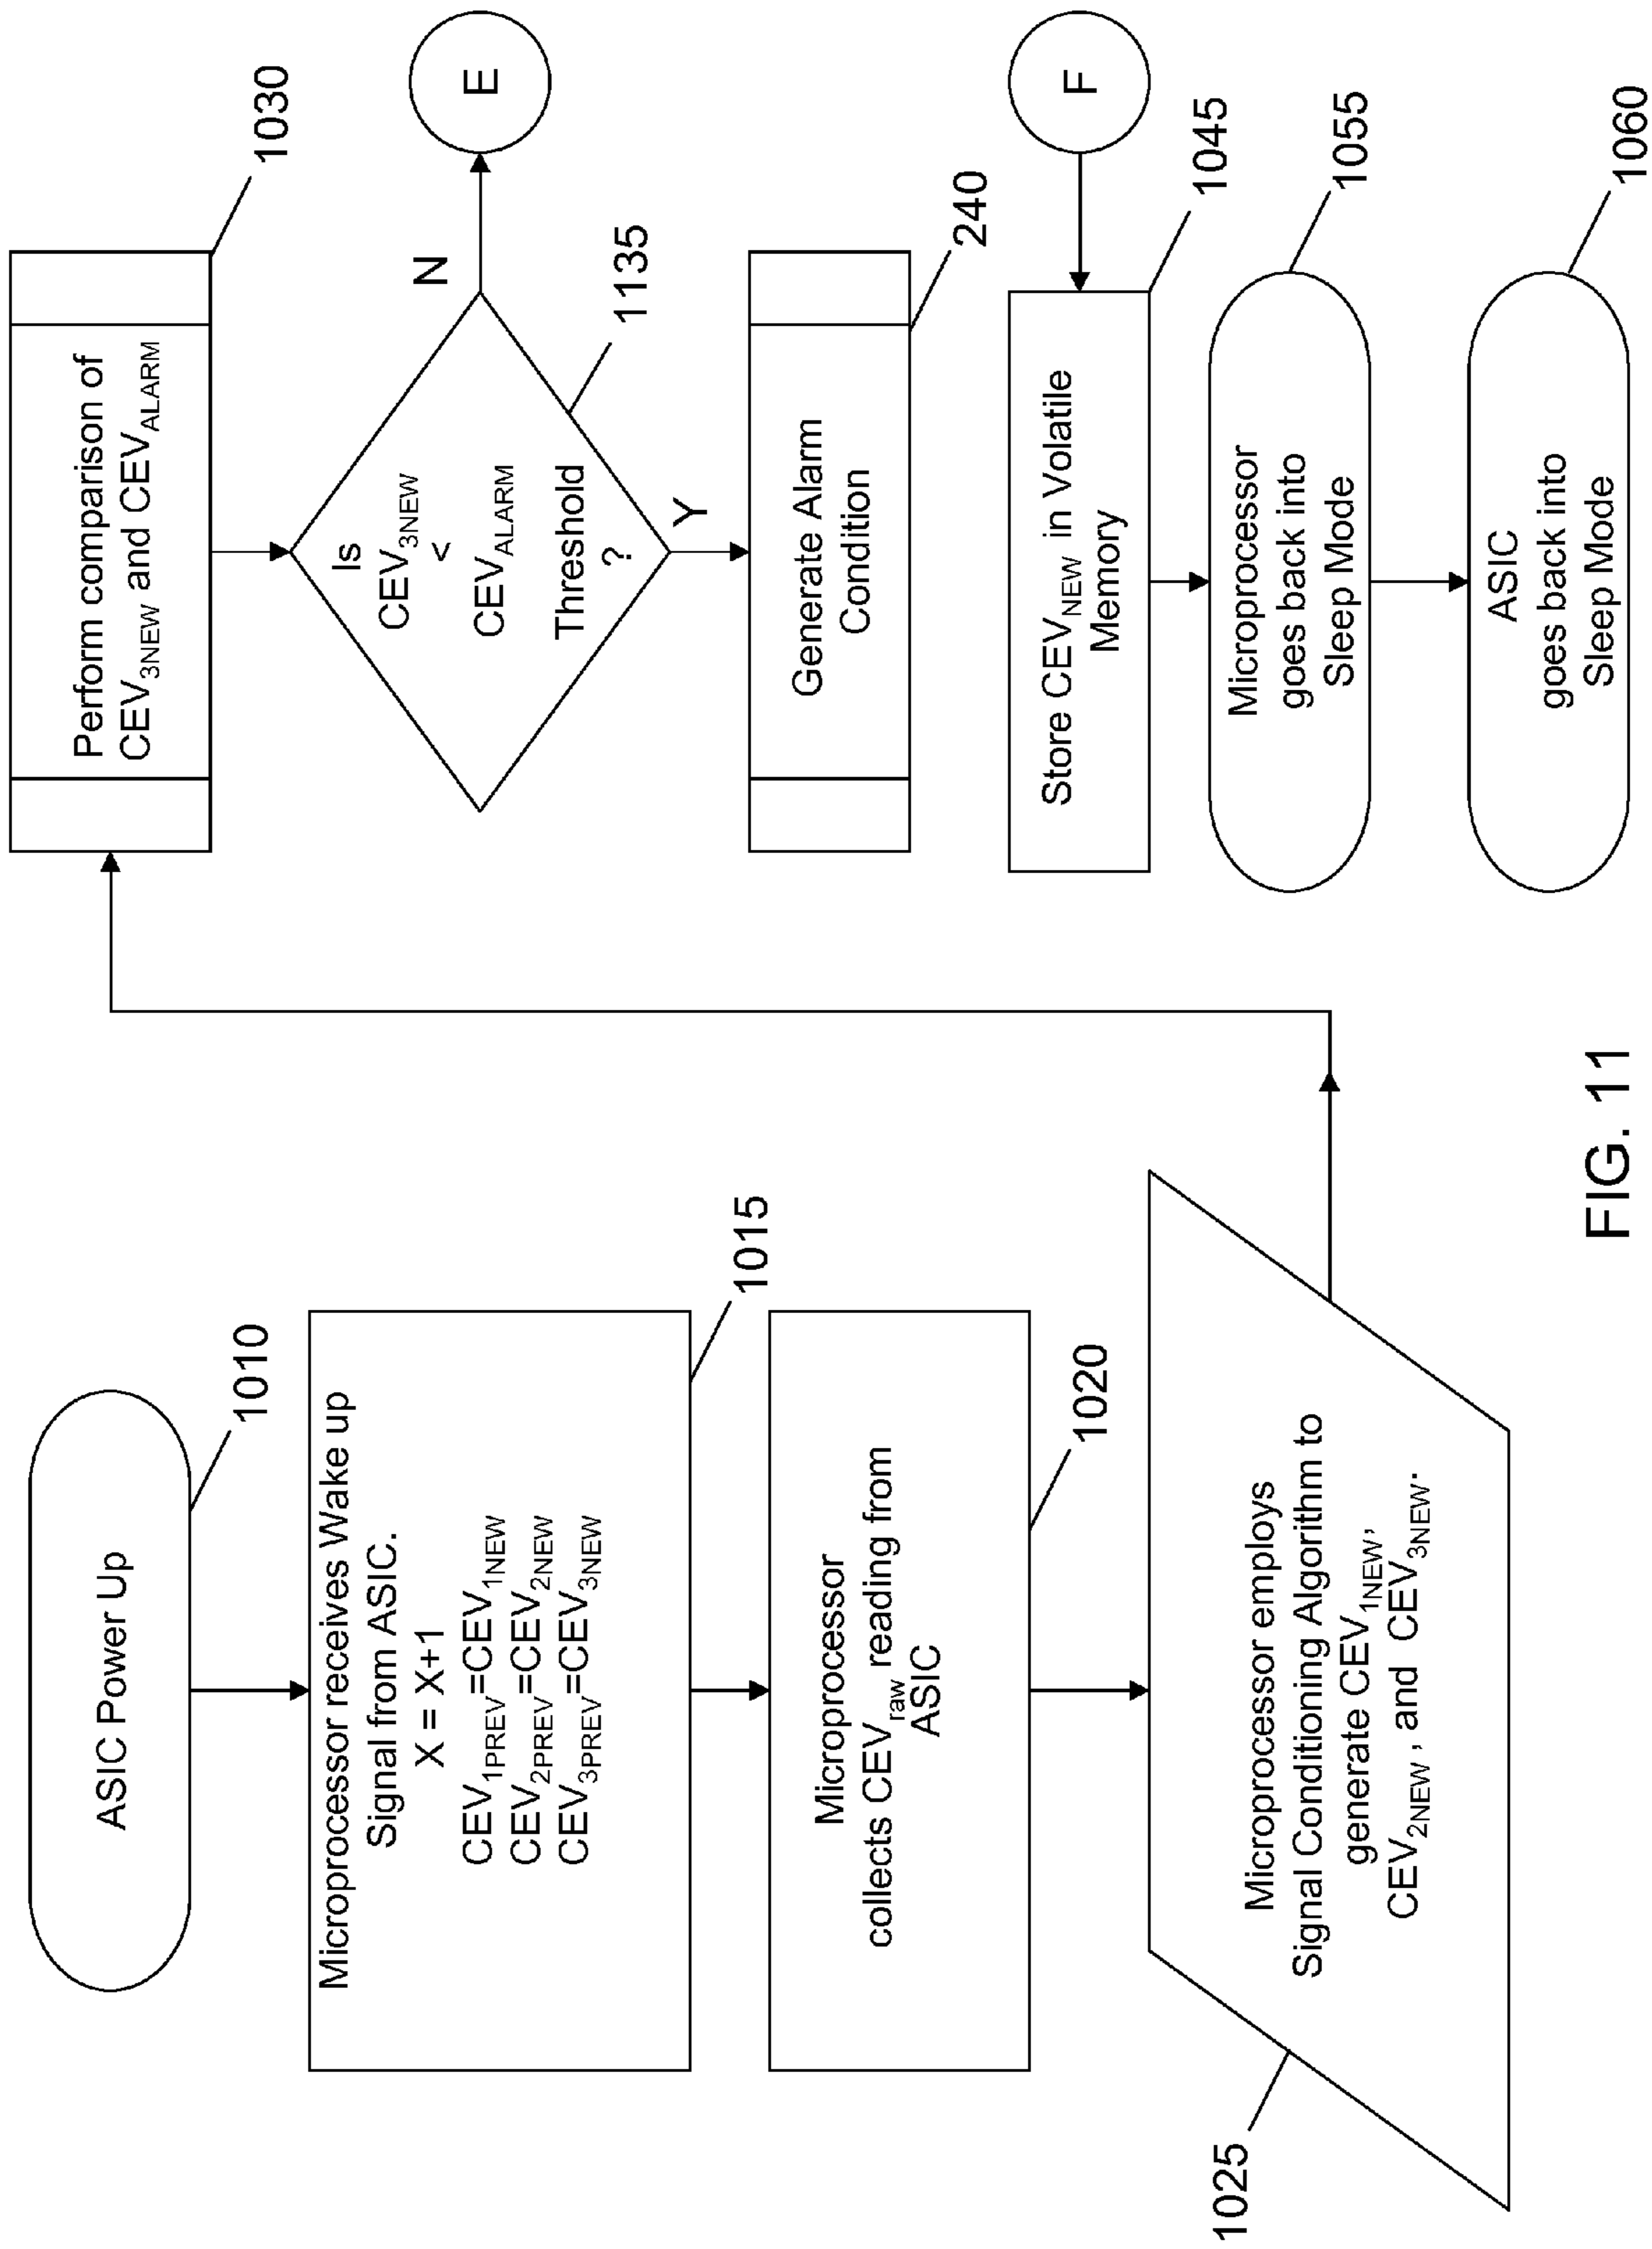 ASIC Power Up
1010
Microprocessor receives Wake up
Signal from ASIC.
X = X+1
CEV1PREV=CEV1NEW
CEV2PREV=CEV2NEW
CEV3PREV=CEV3NEW
1015
Microprocessor
collects CEVraw reading from
ASIC
1020
Microprocessor employs
Signal Conditioning Algorithm to
generate CEV1NEW,
CEV2NEW , and CEV3NEW.
1025
Perform comparison of
CEV3NEW and CEVALARM
1030
Is
CEV3NEW
<
CEVALARM
Threshold
?
N
E
1135
Y
Generate Alarm
Condition
240
F
Store CEVNEW in Volatile
Memory
1045
Microprocessor
goes back into
Sleep Mode
1055
ASIC
goes back into
Sleep Mode
1060
FIG. 11